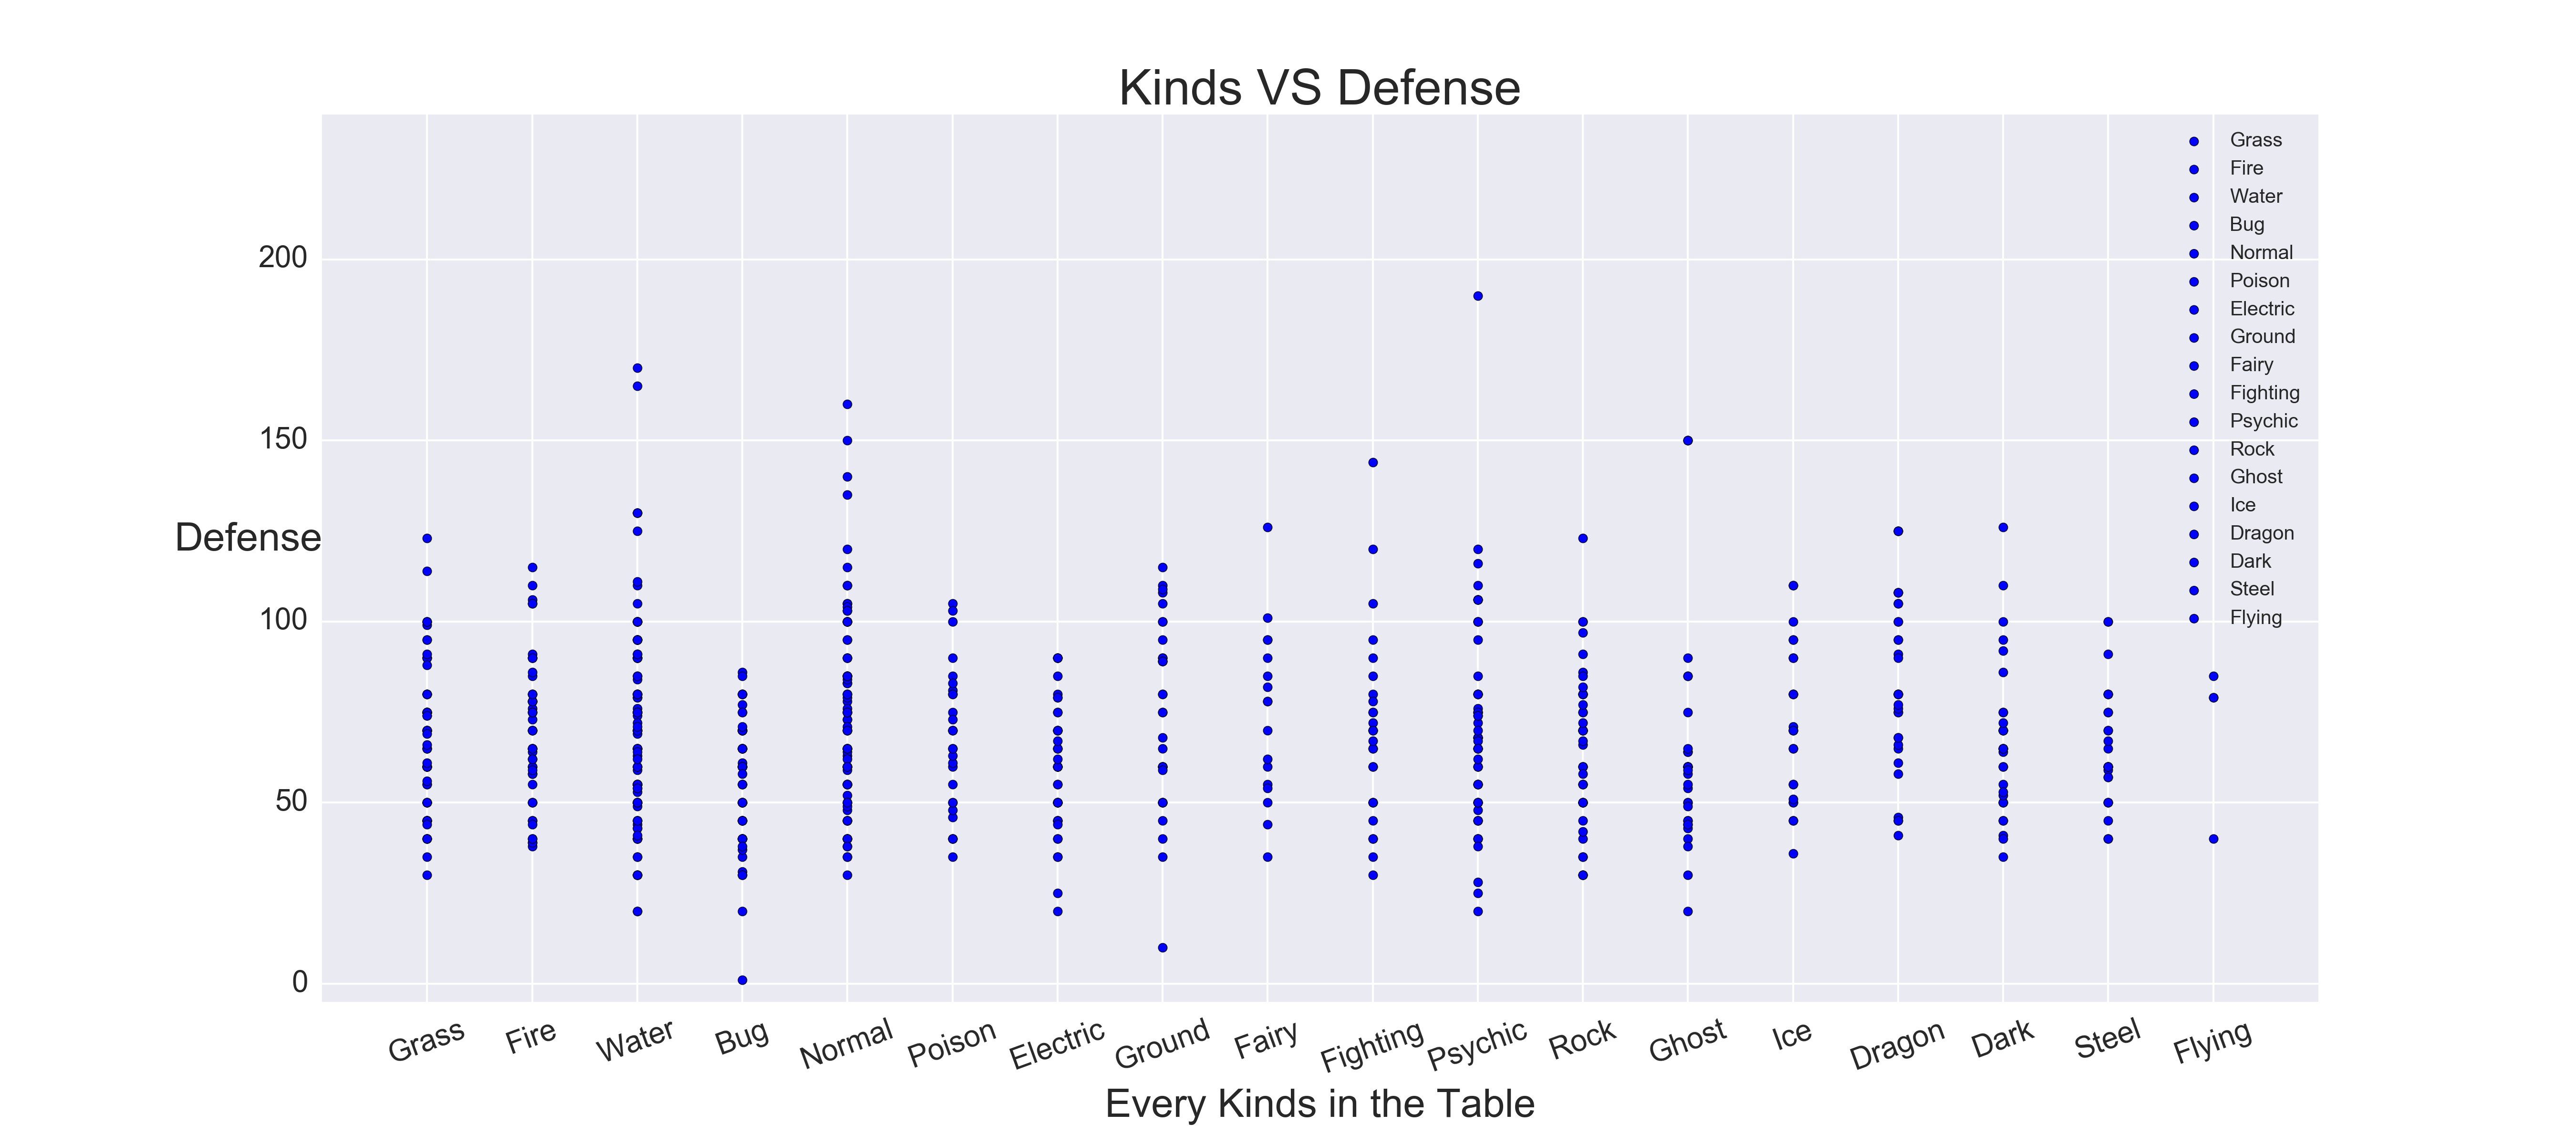 Kinds VS Defense
Grass
Fire
Water
Bug
Normal
Poison
Electric
Ground
Fairy
Fighting
Psychic
Rock
Ghost
Ice
Dragon
Dark
Steel
Flying
200
150
100
50
0
Defense
Grass Fire Water Bug Normal Poison Electric Ground Fairy Fighting Psychic Rock Ghost Ice Dragon Dark Steel Flying
Every Kinds in the Table